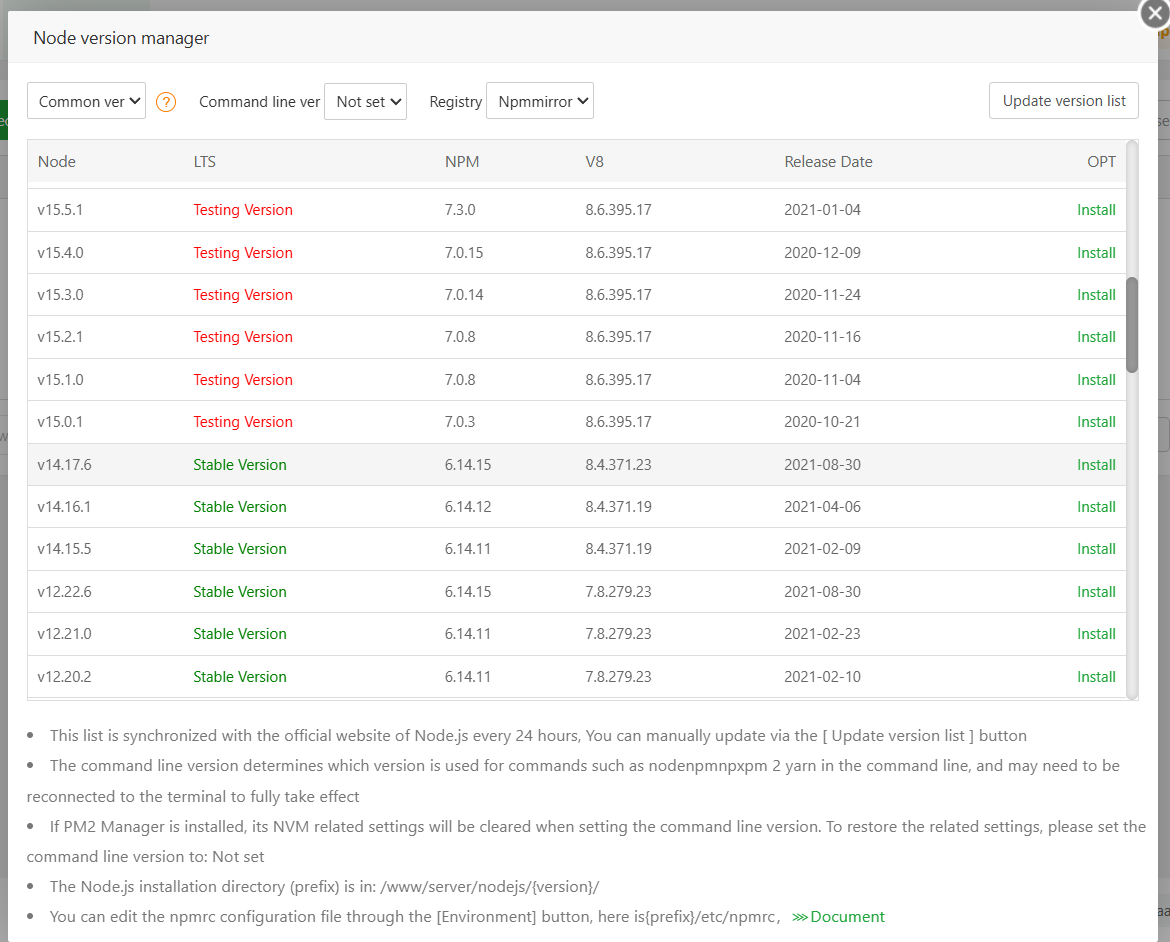 Node version manager
Common ver ? Command line ver Not set Registry Npmmirror Update version list
Node LTS NPM V8 Release Date OPT
v15.5.1 Testing Version 7.3.0 8.6.395.17 2021-01-04 Install
v15.4.0 Testing Version 7.0.15 8.6.395.17 2020-12-09 Install
v15.3.0 Testing Version 7.0.14 8.6.395.17 2020-11-24 Install
v15.2.1 Testing Version 7.0.8 8.6.395.17 2020-11-16 Install
v15.1.0 Testing Version 7.0.8 8.6.395.17 2020-11-04 Install
v15.0.1 Testing Version 7.0.3 8.6.395.17 2020-10-21 Install
v14.17.6 Stable Version 6.14.15 8.4.371.23 2021-08-30 Install
v14.16.1 Stable Version 6.14.12 8.4.371.19 2021-04-06 Install
v14.15.5 Stable Version 6.14.11 8.4.371.19 2021-02-09 Install
v12.22.6 Stable Version 6.14.15 7.8.279.23 2021-08-30 Install
v12.21.0 Stable Version 6.14.11 7.8.279.23 2021-02-23 Install
v12.20.2 Stable Version 6.14.11 7.8.279.23 2021-02-10 Install
• This list is synchronized with the official website of Node.js every 24 hours, You can manually update via the [ Update version list ] button
• The command line version determines which version is used for commands such as nodenpmnpxpm 2 yarn in the command line, and may need to be
reconnected to the terminal to fully take effect
• If PM2 Manager is installed, its NVM related settings will be cleared when setting the command line version. To restore the related settings, please set the
command line version to: Not set
• The Node.js installation directory (prefix) is in: /www/server/nodejs/{version}/
• You can edit the npmrc configuration file through the [Environment] button, here is{prefix}/etc/npmrc， >>>Document